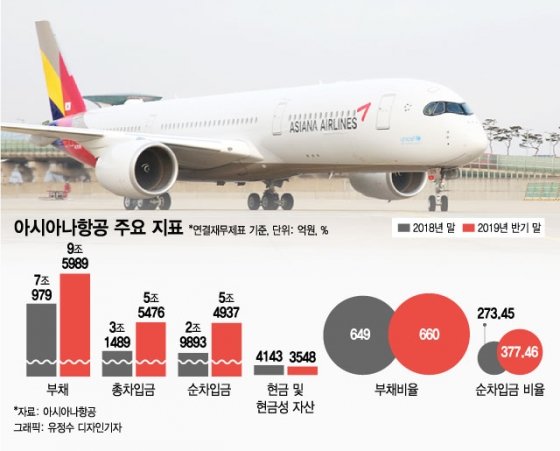 ASIANA AIRLINES
unicef
아시아나항공 주요 지표 *연결재무제표 기준, 단위: 억원, %
2018년 말 2019년 반기 말
7조
979
9조
5989
부채
3조
1489
5조
5476
총차입금
2조
9893
5조
4937
순차입금
4143 3548
현금 및
현금성 자산
649 660
부채비율
273.45
377.46
순차입금 비율
*자료: 아시아나항공
그래픽: 유정수 디자인기자